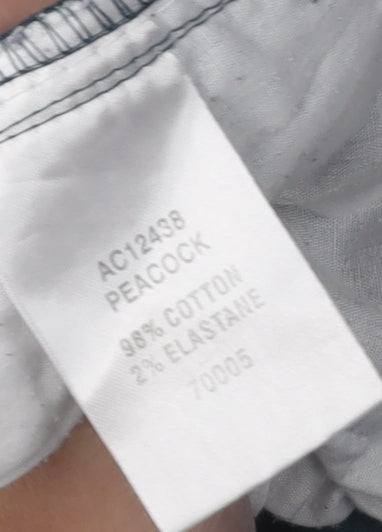 AC12438
PEACOCK
98% COTTON
2% ELASTANE
70005